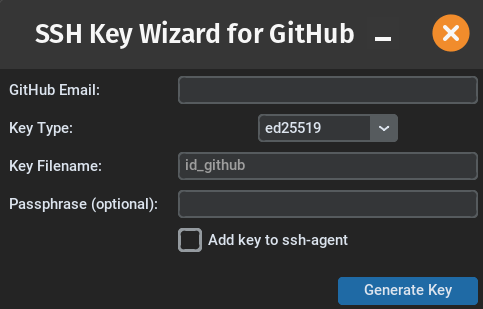 SSH Key Wizard for GitHub
GitHub Email:
Key Type: ed25519
Key Filename: id_github
Passphrase (optional):
Add key to ssh-agent
Generate Key